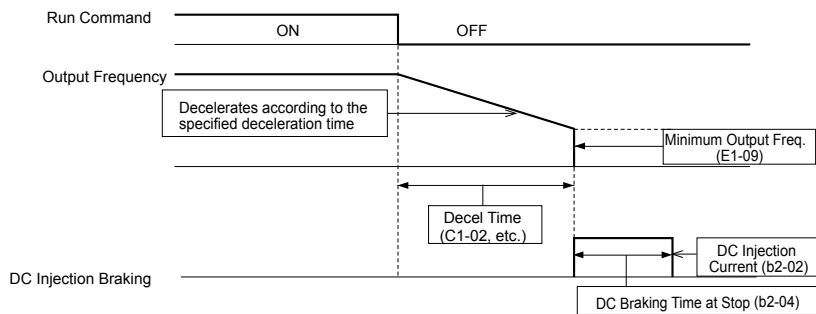 Run Command
ON
OFF
Output Frequency
Decelerates according to the
specified deceleration time
Minimum Output Freq.
(E1-09)
Decel Time
(C1-02, etc.)
DC Injection
Current (b2-02)
DC Injection Braking
DC Braking Time at Stop (b2-04)